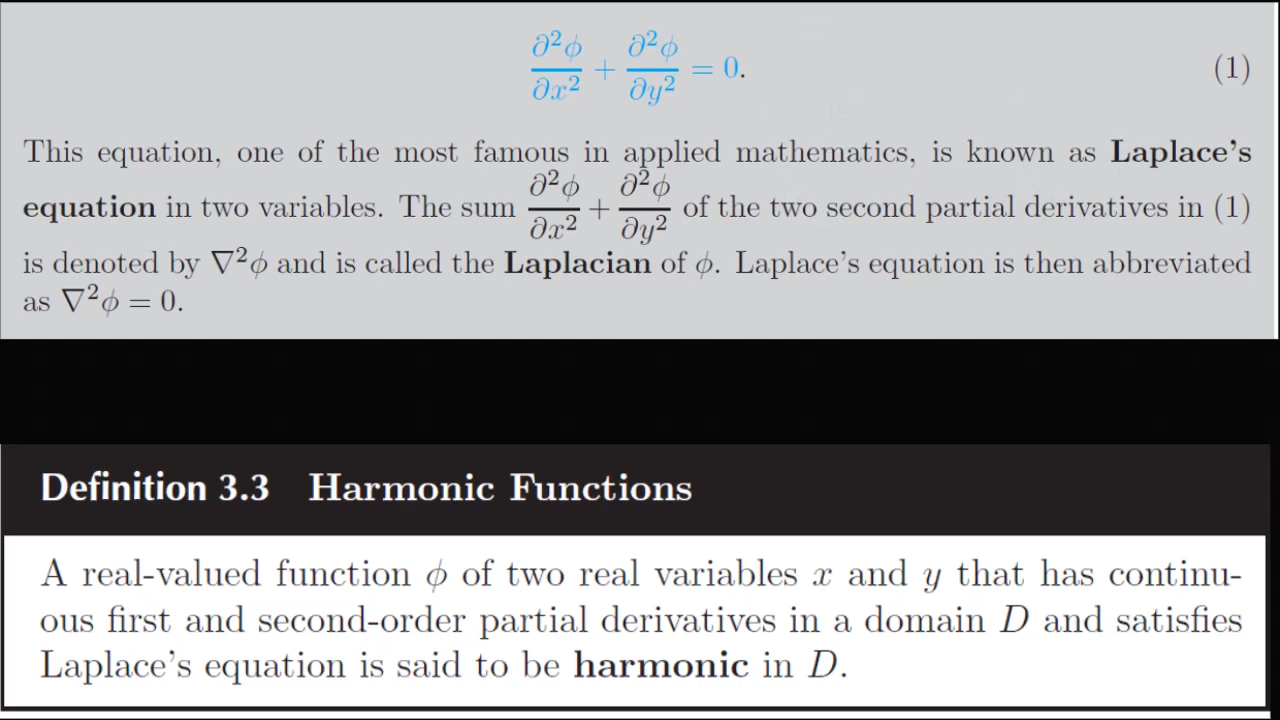 ∂²ϕ/∂x² + ∂²ϕ/∂y² = 0. (1)
This equation, one of the most famous in applied mathematics, is known as Laplace's
equation in two variables. The sum ∂²ϕ/∂x² + ∂²ϕ/∂y² of the two second partial derivatives in (1)
is denoted by ∇²ϕ and is called the Laplacian of ϕ. Laplace's equation is then abbreviated
as ∇²ϕ = 0.
Definition 3.3 Harmonic Functions
A real-valued function ϕ of two real variables x and y that has continu-
ous first and second-order partial derivatives in a domain D and satisfies
Laplace's equation is said to be harmonic in D.